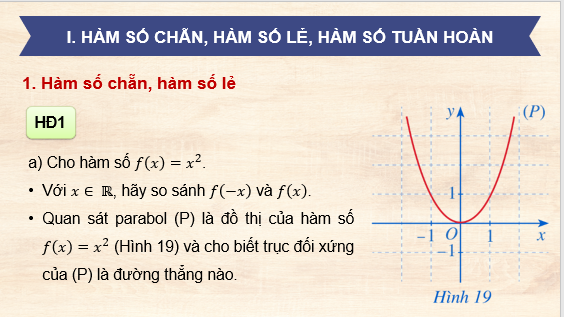 I. HÀM SỐ CHẴN, HÀM SỐ LẺ, HÀM SỐ TUẦN HOÀN
1. Hàm số chẵn, hàm số lẻ
HĐ1
a) Cho hàm số f(x) = x².
• Với x ∈ ℝ, hãy so sánh f(−x) và f(x).
• Quan sát parabol (P) là đồ thị của hàm số
f(x) = x² (Hình 19) và cho biết trục đối xứng
của (P) là đường thẳng nào.
y
(P)
1
−1 O 1 x
−1
Hình 19